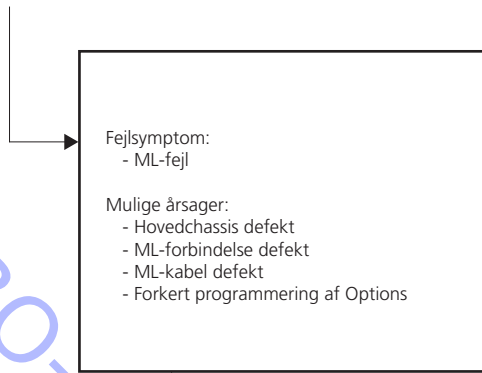 Fejlsymptom:
- ML-fejl
Mulige årsager:
- Hovedchassis defekt
- ML-forbindelse defekt
- ML-kabel defekt
- Forkert programmering af Options